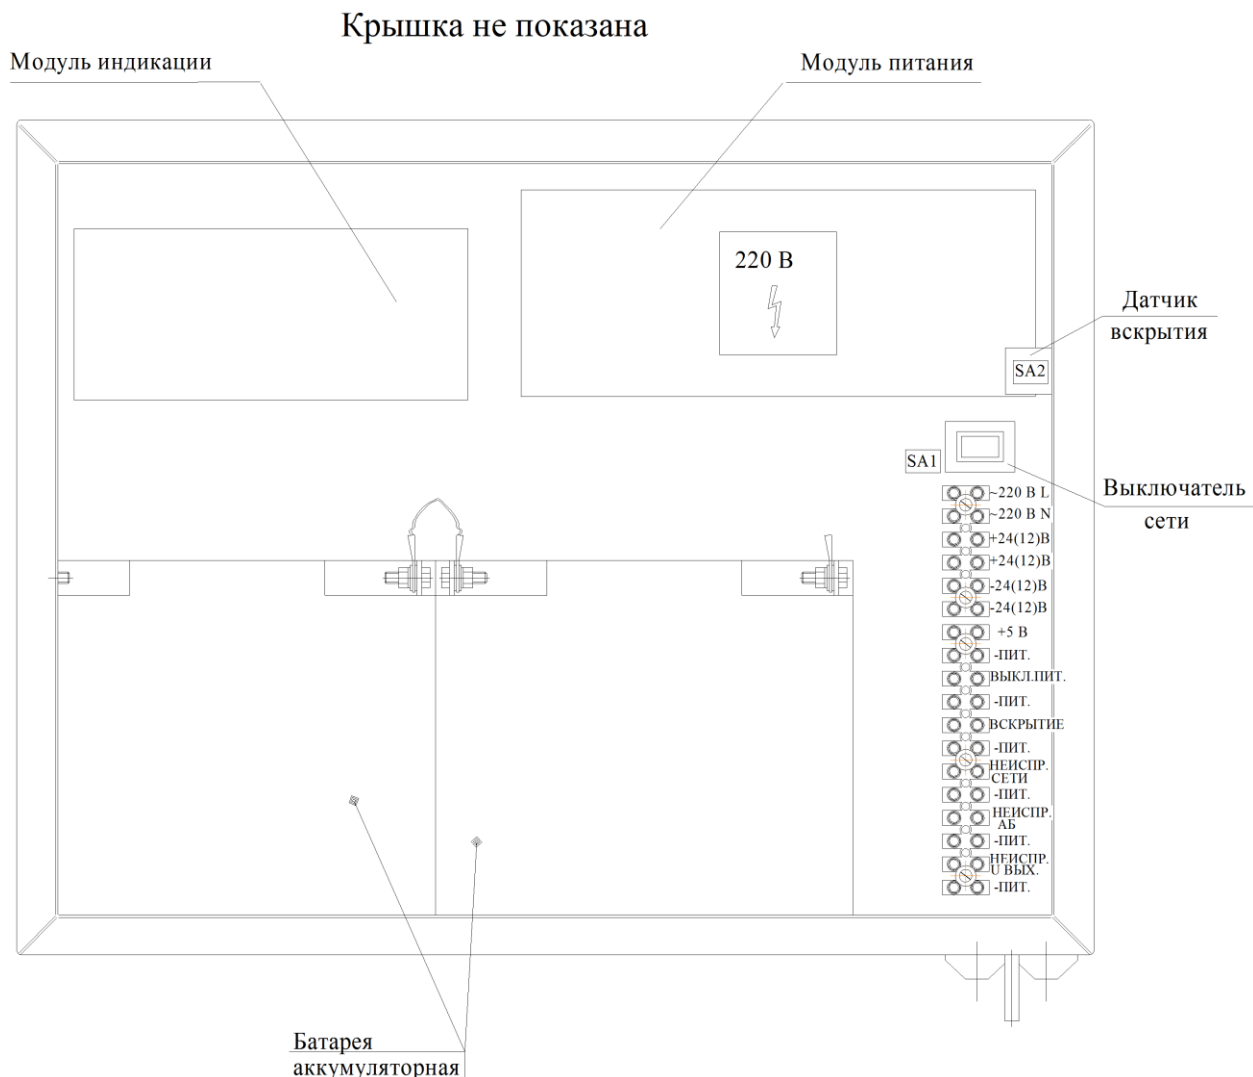 Крышка не показана
Модуль индикации
Модуль питания
220 В
Датчик
вскрытия
SA2
SA1
Выключатель
сети
~220 В L
~220 В N
+24(12)В
+24(12)В
-24(12)В
-24(12)В
+5 В
-ПИТ.
ВЫКЛ.ПИТ.
-ПИТ.
ВСКРЫТИЕ
-ПИТ.
НЕИСПР.
СЕТИ
-ПИТ.
НЕИСПР.
АБ
-ПИТ.
НЕИСПР.
U ВЫХ.
-ПИТ.
Батарея
аккумуляторная